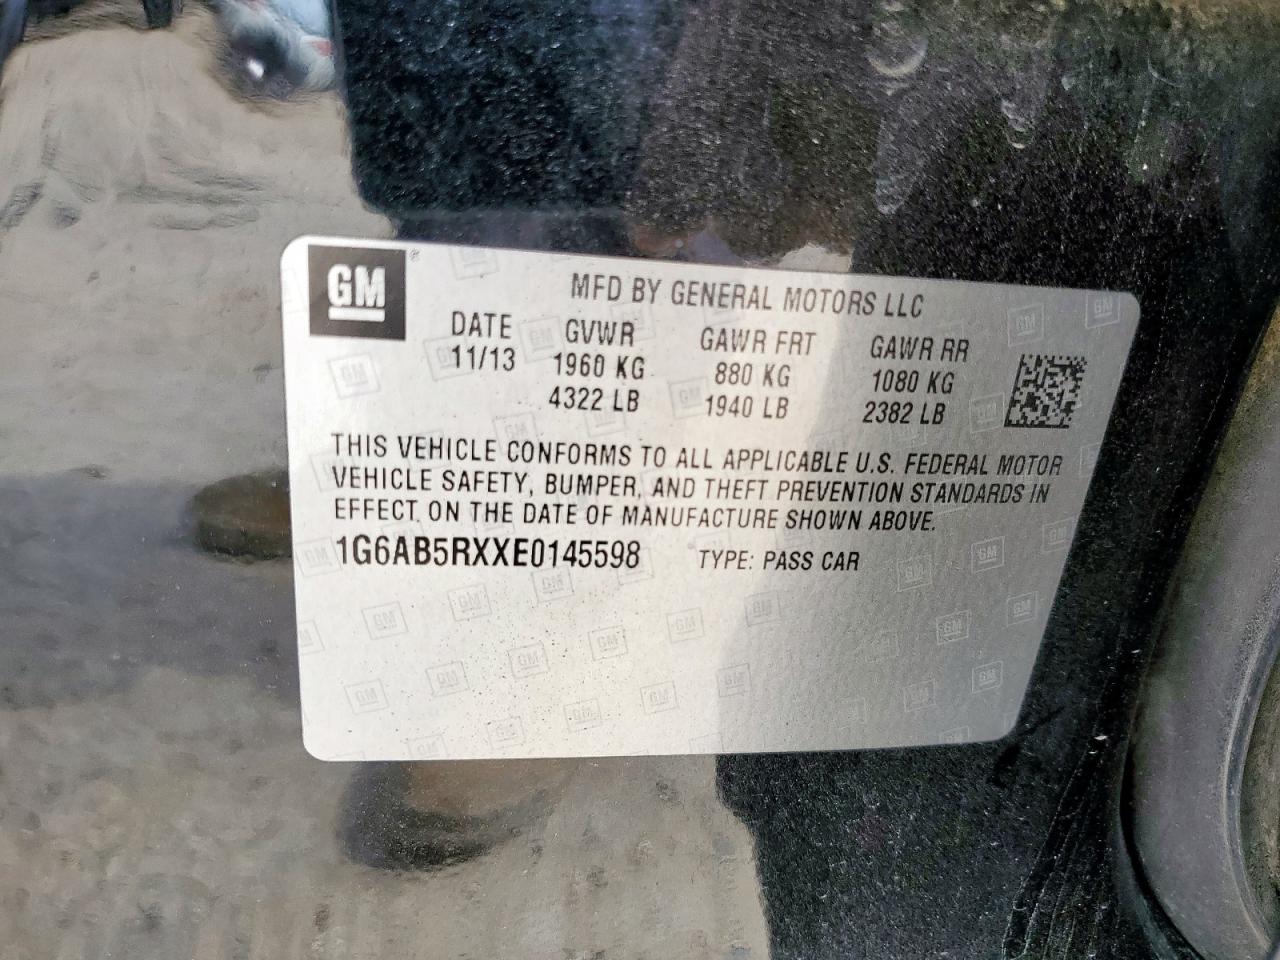 GM ®
MFD BY GENERAL MOTORS LLC
DATE GVWR GAWR FRT GAWR RR
11/13 1960 KG 880 KG 1080 KG
4322 LB 1940 LB 2382 LB
THIS VEHICLE CONFORMS TO ALL APPLICABLE U.S. FEDERAL MOTOR
VEHICLE SAFETY, BUMPER, AND THEFT PREVENTION STANDARDS IN
EFFECT ON THE DATE OF MANUFACTURE SHOWN ABOVE.
1G6AB5RXXE0145598 TYPE: PASS CAR